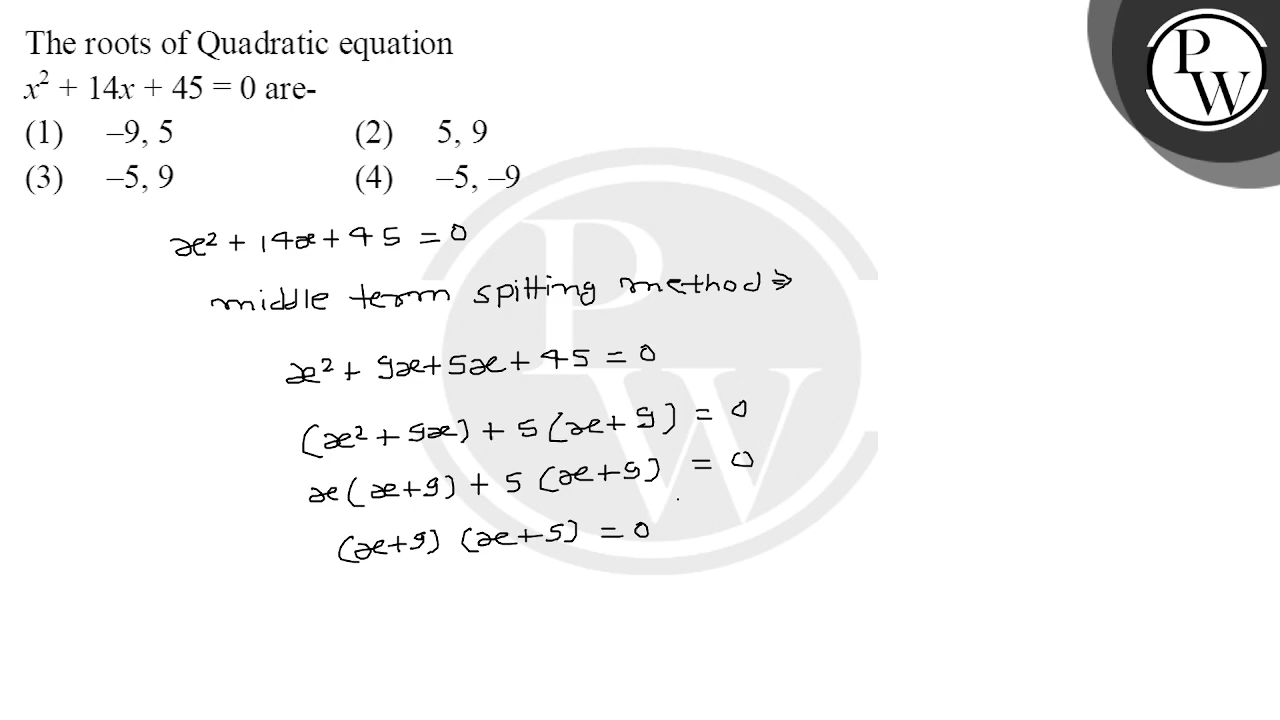 The roots of Quadratic equation
x² + 14x + 45 = 0 are-
(1) –9, 5 (2) 5, 9
(3) –5, 9 (4) –5, –9
x² + 14x + 45 = 0
middle term spitting method ⇒
x² + 9x + 5x + 45 = 0
(x² + 9x) + 5 (x + 9) = 0
x (x + 9) + 5 (x + 9) = 0
(x + 9) (x + 5) = 0
PW
PW